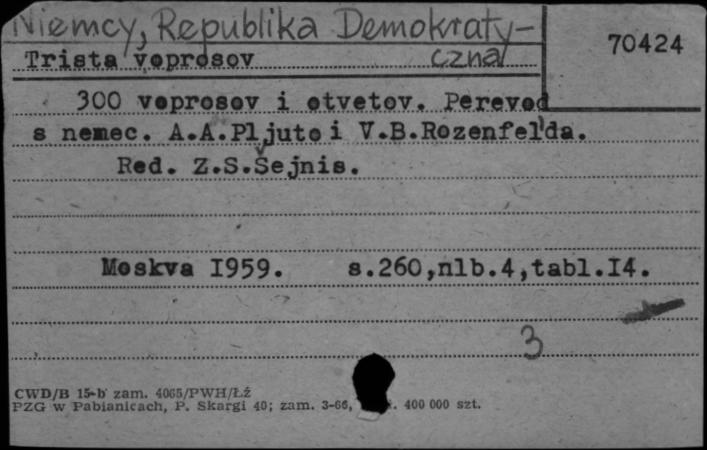 Niemcy, Republika Demokraty-
czna
70424
Trista voprosov
300 voprosov i otvetov. Perevod
s nemec. A.A.Pljuto i V.B.Rozenfel'da.
Red. Z.S.Šejnis.
Moskva I959. s.260,nlb.4,tabl.I4.
3
CWD/B 15-b zam. 4065/PWH/Łź
PZG w Pabianicach, P. Skargi 40; zam. 3-66, 400 000 szt.